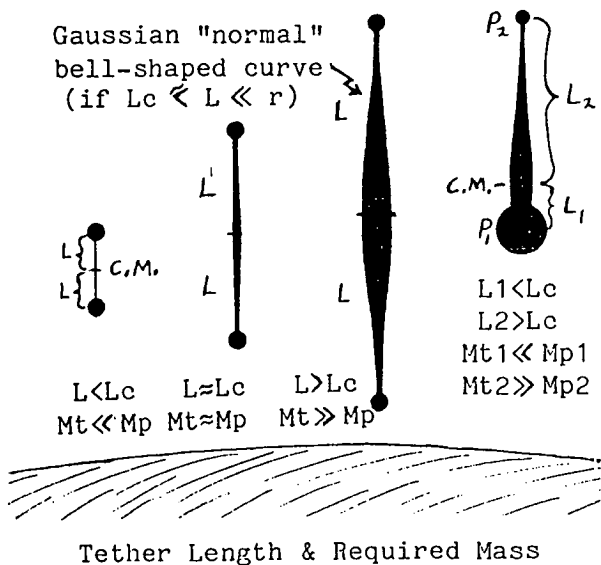 Gaussian "normal"
bell-shaped curve
(if Lc ≲ L ≪ r)
L
L
C.M.
L
L
L
L
P2
L2
C.M.
L1
P1
L<Lc
Mt≪Mp
L≈Lc
Mt≈Mp
L>Lc
Mt≫Mp
L1<Lc
L2>Lc
Mt1≪Mp1
Mt2≫Mp2
Tether Length & Required Mass